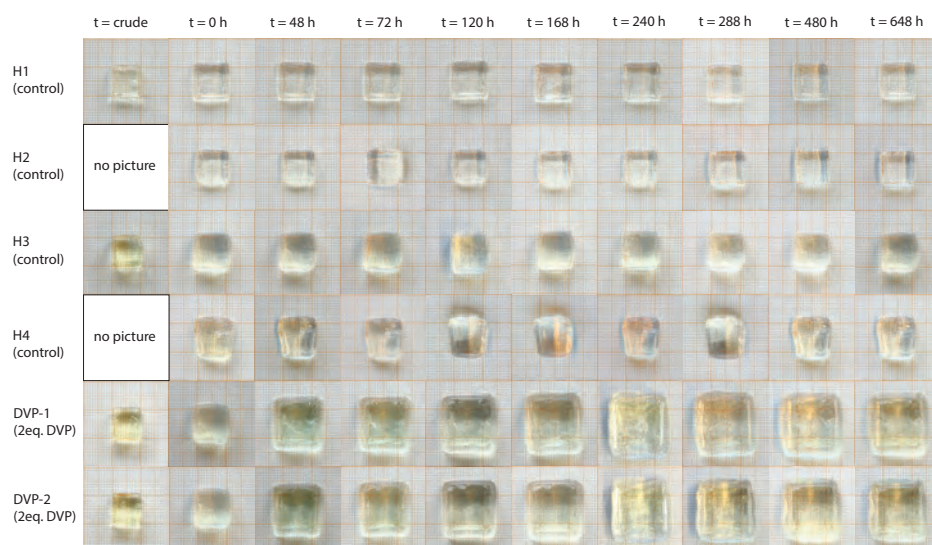 t = crude t = 0 h t = 48 h t = 72 h t = 120 h t = 168 h t = 240 h t = 288 h t = 480 h t = 648 h
H1
(control)
H2
(control)
no picture
H3
(control)
H4
(control)
no picture
DVP-1
(2eq. DVP)
DVP-2
(2eq. DVP)